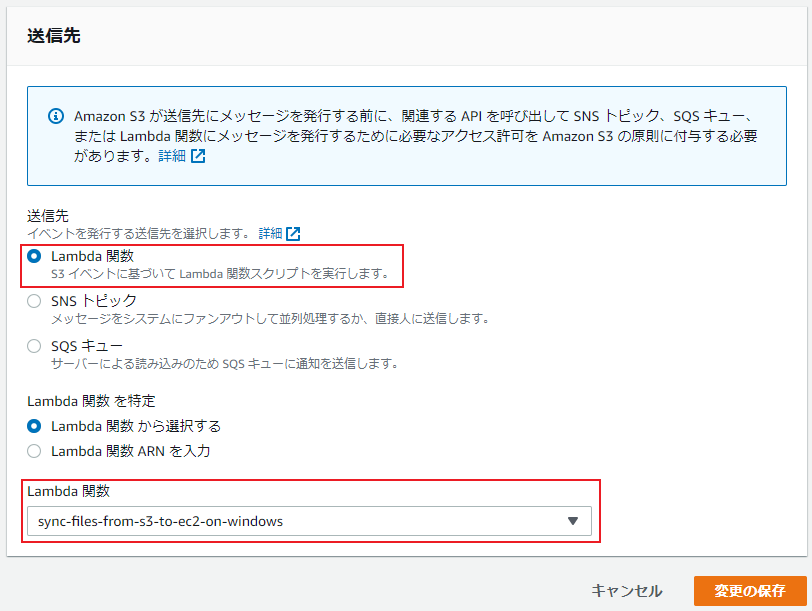 送信先
Amazon S3 が送信先にメッセージを発行する前に、関連する API を呼び出して SNS トピック、SQS キュー、
または Lambda 関数にメッセージを発行するために必要なアクセス許可を Amazon S3 の原則に付与する必要
があります。詳細
送信先
イベントを発行する送信先を選択します。 詳細
Lambda 関数
S3 イベントに基づいて Lambda 関数スクリプトを実行します。
SNS トピック
メッセージをシステムにファンアウトして並列処理するか、直接人に送信します。
SQS キュー
サーバーによる読み込みのため SQS キューに通知を送信します。
Lambda 関数 を特定
Lambda 関数 から選択する
Lambda 関数 ARN を入力
Lambda 関数
sync-files-from-s3-to-ec2-on-windows
キャンセル
変更の保存